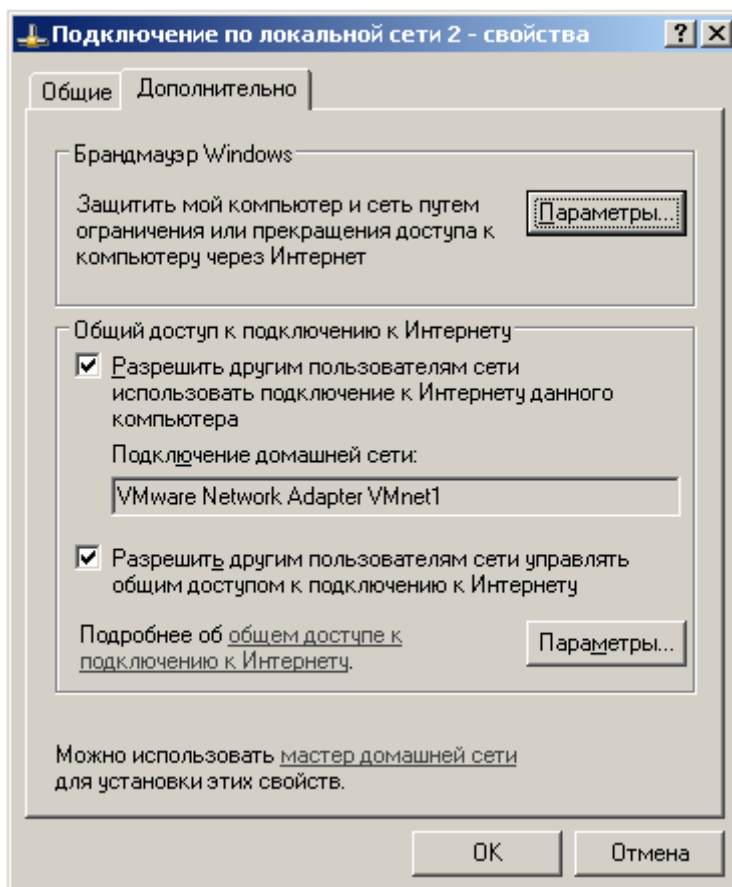 Подключение по локальной сети 2 - свойства
Общие
Дополнительно
Брандмауэр Windows
Защитить мой компьютер и сеть путем
ограничения или прекращения доступа к
компьютеру через Интернет
Параметры...
Общий доступ к подключению к Интернету
Разрешить другим пользователям сети
использовать подключение к Интернету данного
компьютера
Подключение домашней сети:
VMware Network Adapter VMnet1
Разрешить другим пользователям сети управлять
общим доступом к подключению к Интернету
Подробнее об общем доступе к
подключению к Интернету.
Параметры...
Можно использовать мастер домашней сети
для установки этих свойств.
OK
Отмена